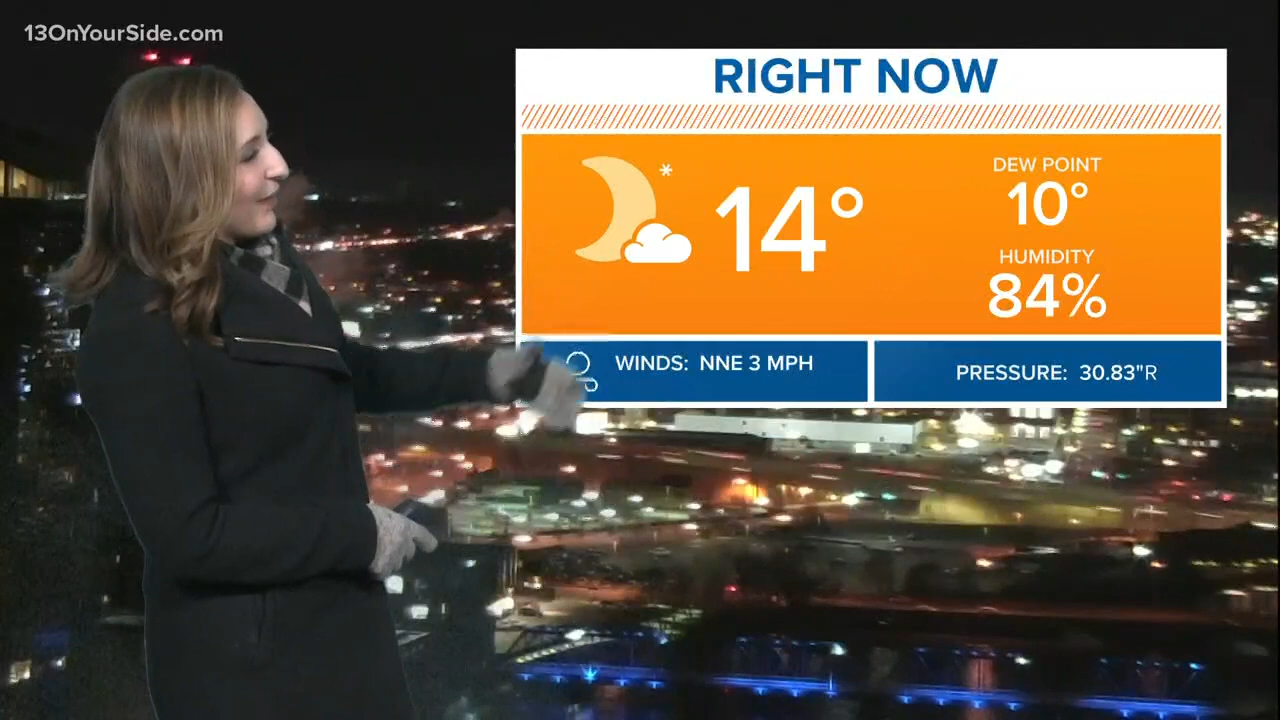 13OnYourSide.com
RIGHT NOW
14°
DEW POINT
10°
HUMIDITY
84%
WINDS: NNE 3 MPH
PRESSURE: 30.83"R